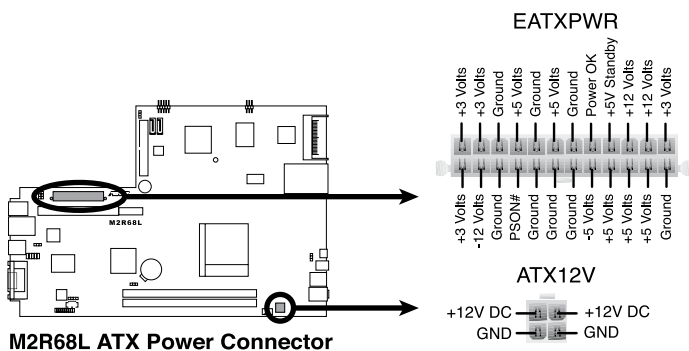 EATXPWR
+3 Volts
+3 Volts
Ground
+5 Volts
Ground
+5 Volts
Ground
Power OK
+5V Standby
+12 Volts
+12 Volts
+3 Volts
M2R68L
+3 Volts
-12 Volts
Ground
PSON#
Ground
Ground
Ground
-5 Volts
+5 Volts
+5 Volts
+5 Volts
Ground
ATX12V
+12V DC
+12V DC
GND
GND
M2R68L ATX Power Connector